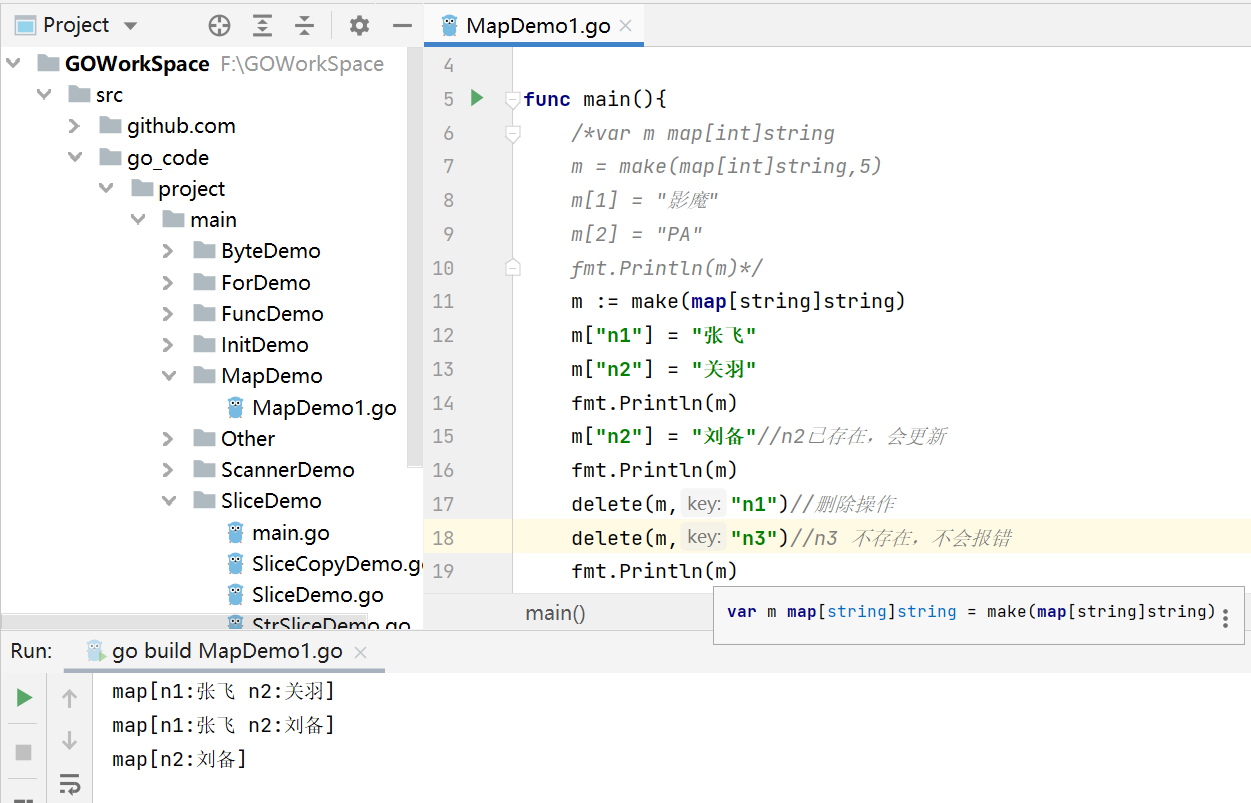 Project
MapDemo1.go
GOWorkSpace F:\GOWorkSpace
src
github.com
go_code
project
main
ByteDemo
ForDemo
FuncDemo
InitDemo
MapDemo
MapDemo1.go
Other
ScannerDemo
SliceDemo
main.go
SliceCopyDemo.go
SliceDemo.go
StrSliceDemo.go
4
5 func main(){
6 /*var m map[int]string
7 m = make(map[int]string,5)
8 m[1] = "影魔"
9 m[2] = "PA"
10 fmt.Println(m)*/
11 m := make(map[string]string)
12 m["n1"] = "张飞"
13 m["n2"] = "关羽"
14 fmt.Println(m)
15 m["n2"] = "刘备"//n2已存在，会更新
16 fmt.Println(m)
17 delete(m, key: "n1")//删除操作
18 delete(m, key: "n3")//n3 不存在，不会报错
19 fmt.Println(m)
main()
var m map[string]string = make(map[string]string)
Run: go build MapDemo1.go
map[n1:张飞 n2:关羽]
map[n1:张飞 n2:刘备]
map[n2:刘备]